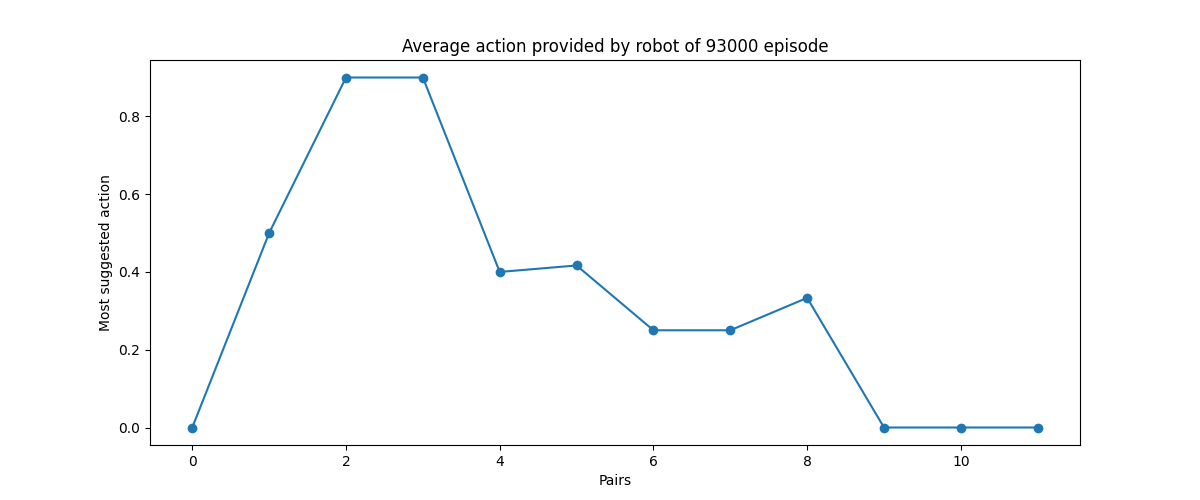 Average action provided by robot of 93000 episode
Most suggested action
0.8
0.6
0.4
0.2
0.0
0 2 4 6 8 10
Pairs